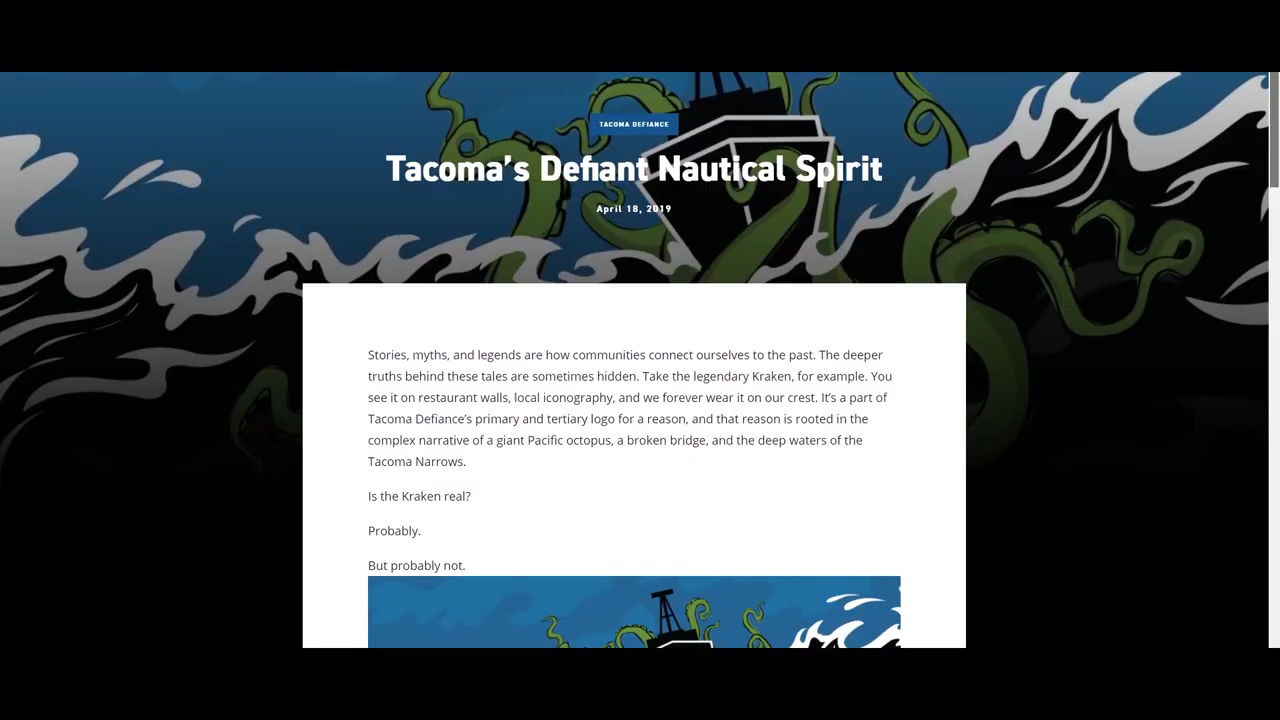 TACOMA DEFIANCE
Tacoma’s Defiant Nautical Spirit
April 18, 2019
Stories, myths, and legends are how communities connect ourselves to the past. The deeper
truths behind these tales are sometimes hidden. Take the legendary Kraken, for example. You
see it on restaurant walls, local iconography, and we forever wear it on our crest. It’s a part of
Tacoma Defiance’s primary and tertiary logo for a reason, and that reason is rooted in the
complex narrative of a giant Pacific octopus, a broken bridge, and the deep waters of the
Tacoma Narrows.
Is the Kraken real?
Probably.
But probably not.